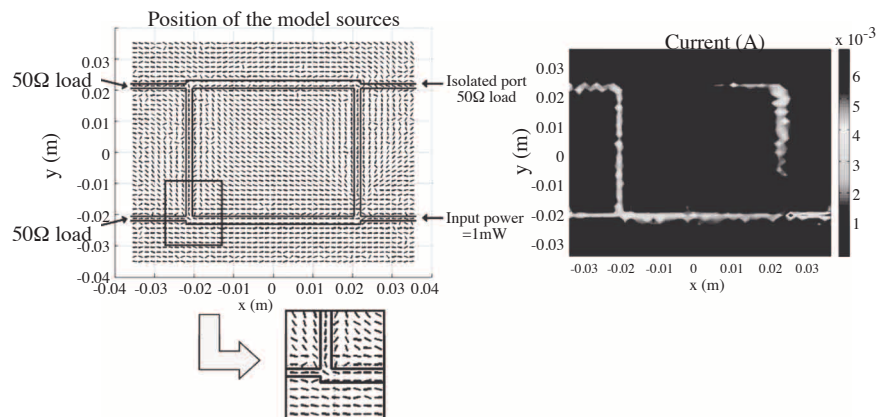 Position of the model sources
0.04
0.03
0.02
0.01
0
-0.01
-0.02
-0.03
-0.04
y (m)
50Ω load
50Ω load
Isolated port
50Ω load
Input power
=1mW
-0.04 -0.03 -0.02 -0.01 0 0.01 0.02 0.03 0.04
x (m)
Current (A)
x 10⁻³
0.03
0.02
0.01
0
-0.01
-0.02
-0.03
y (m)
-0.03 -0.02 -0.01 0 0.01 0.02 0.03
x (m)
6
5
4
3
2
1